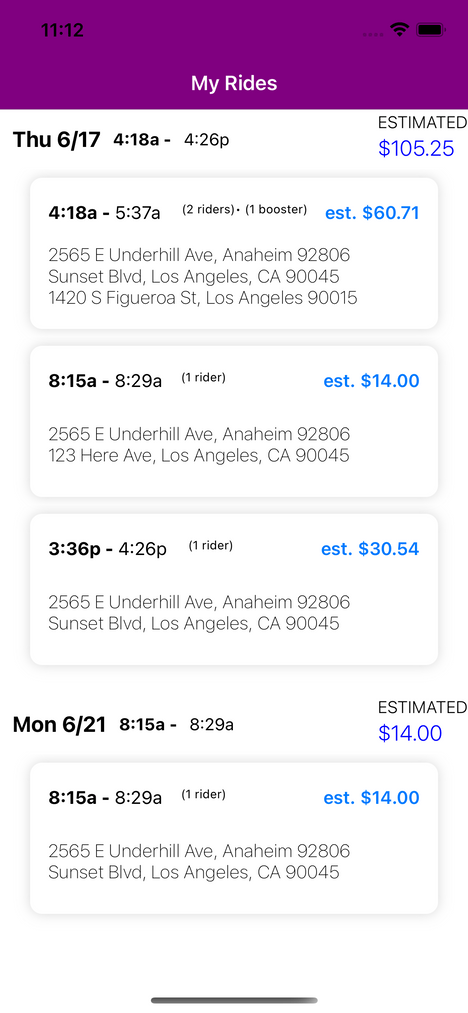 11:12
My Rides
ESTIMATED
Thu 6/17 4:18a - 4:26p
$105.25
4:18a - 5:37a (2 riders)• (1 booster) est. $60.71
2565 E Underhill Ave, Anaheim 92806
Sunset Blvd, Los Angeles, CA 90045
1420 S Figueroa St, Los Angeles 90015
8:15a - 8:29a (1 rider) est. $14.00
2565 E Underhill Ave, Anaheim 92806
123 Here Ave, Los Angeles, CA 90045
3:36p - 4:26p (1 rider) est. $30.54
2565 E Underhill Ave, Anaheim 92806
Sunset Blvd, Los Angeles, CA 90045
ESTIMATED
Mon 6/21 8:15a - 8:29a
$14.00
8:15a - 8:29a (1 rider) est. $14.00
2565 E Underhill Ave, Anaheim 92806
Sunset Blvd, Los Angeles, CA 90045